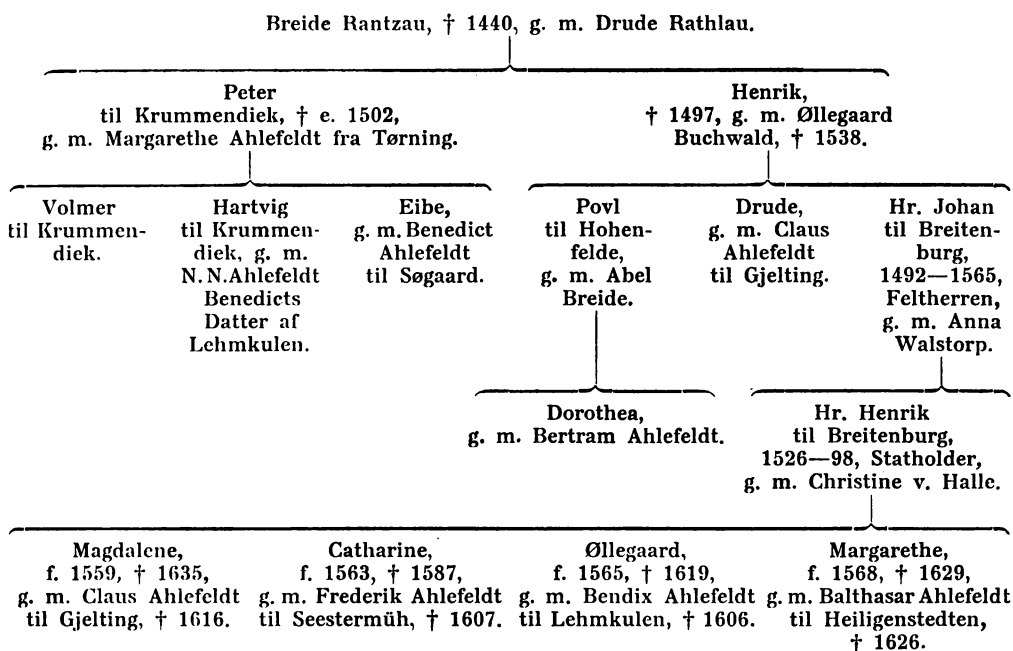 Breide Rantzau, † 1440, g. m. Drude Rathlau.
Peter
til Krummendiek, † e. 1502,
g. m. Margarethe Ahlefeldt fra Tørning.
Henrik,
† 1497, g. m. Øllegaard
Buchwald, † 1538.
Volmer
til Krummen-
diek.
Hartvig
til Krummen-
diek, g. m.
N. N. Ahlefeldt
Benedicts
Datter af
Lehmkulen.
Eibe,
g. m. Benedict
Ahlefeldt
til Søgaard.
Povl
til Hohen-
felde,
g. m. Abel
Breide.
Drude,
g. m. Claus
Ahlefeldt
til Gjelting.
Hr. Johan
til Breiten-
burg,
1492—1565,
Feltherren,
g. m. Anna
Walstorp.
Dorothea,
g. m. Bertram Ahlefeldt.
Hr. Henrik
til Breitenburg,
1526—98, Statholder,
g. m. Christine v. Halle.
Magdalene,
f. 1559, † 1635,
g. m. Claus Ahlefeldt
til Gjelting, † 1616.
Catharine,
f. 1563, † 1587,
g. m. Frederik Ahlefeldt
til Seestermüh, † 1607.
Øllegaard,
f. 1565, † 1619,
g. m. Bendix Ahlefeldt
til Lehmkulen, † 1606.
Margarethe,
f. 1568, † 1629,
g. m. Balthasar Ahlefeldt
til Heiligenstedten,
† 1626.